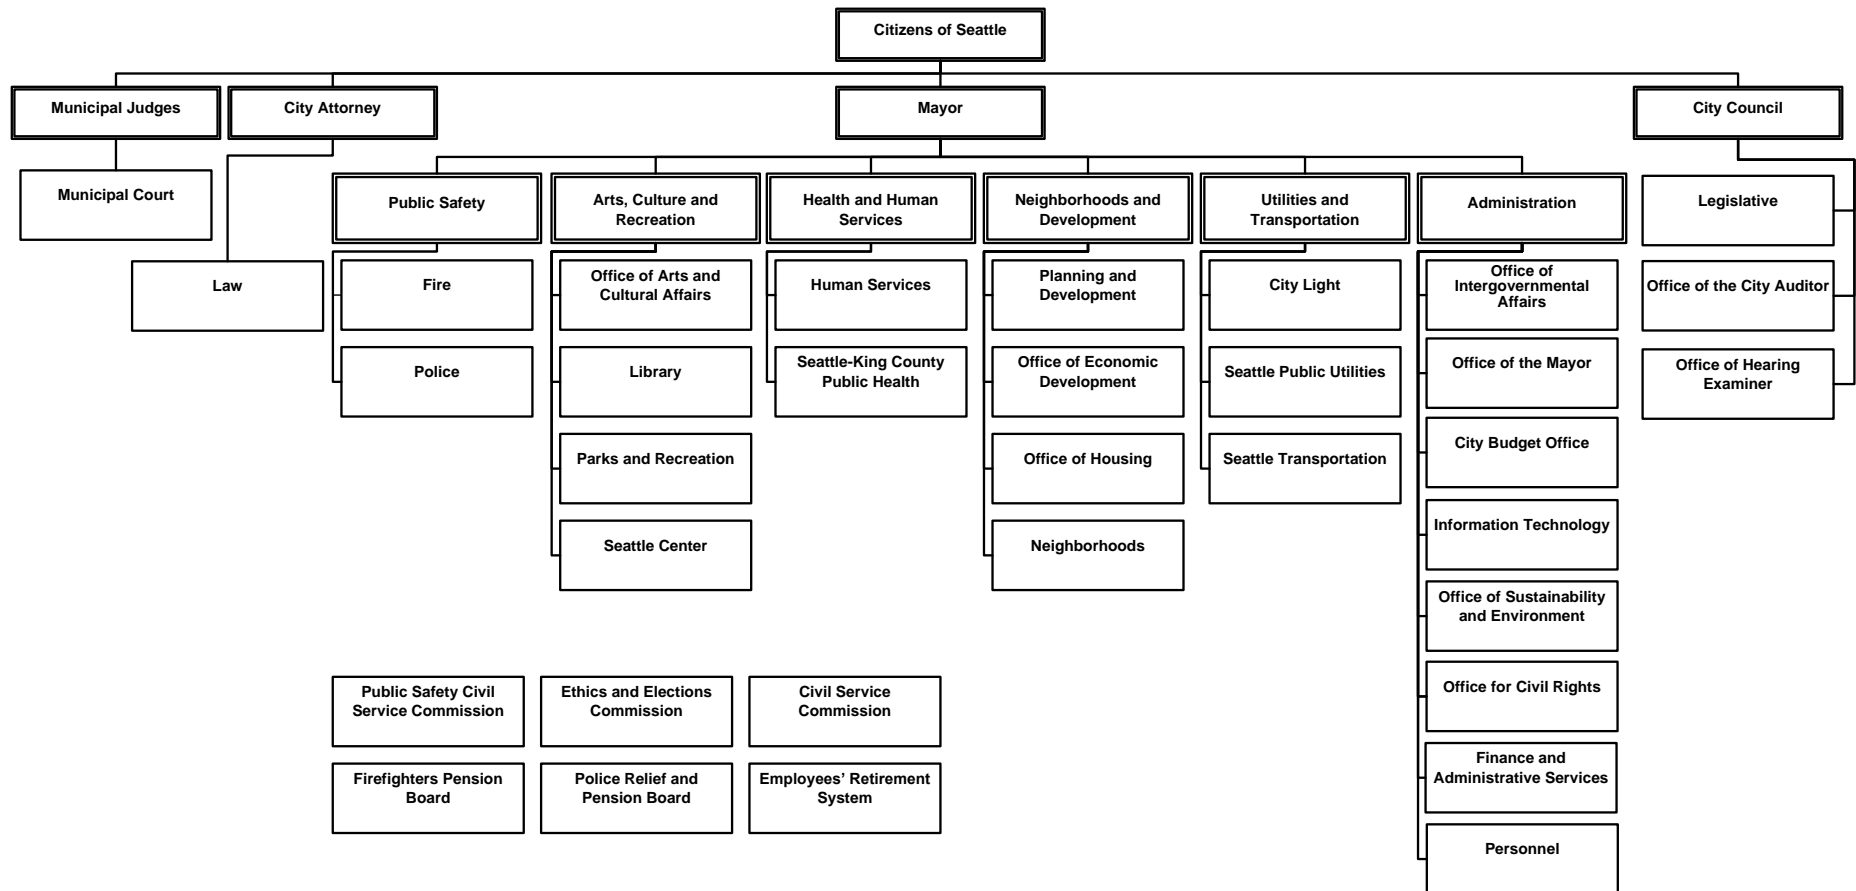 Citizens of Seattle
Municipal Judges
City Attorney
Mayor
City Council
Municipal Court
Law
Public Safety
Fire
Police
Arts, Culture and
Recreation
Office of Arts and
Cultural Affairs
Library
Parks and Recreation
Seattle Center
Health and Human
Services
Human Services
Seattle-King County
Public Health
Neighborhoods and
Development
Planning and
Development
Office of Economic
Development
Office of Housing
Neighborhoods
Utilities and
Transportation
City Light
Seattle Public Utilities
Seattle Transportation
Administration
Office of
Intergovernmental
Affairs
Office of the Mayor
City Budget Office
Information Technology
Office of Sustainability
and Environment
Office for Civil Rights
Finance and
Administrative Services
Personnel
Legislative
Office of the City Auditor
Office of Hearing
Examiner
Public Safety Civil
Service Commission
Ethics and Elections
Commission
Civil Service
Commission
Firefighters Pension
Board
Police Relief and
Pension Board
Employees’ Retirement
System